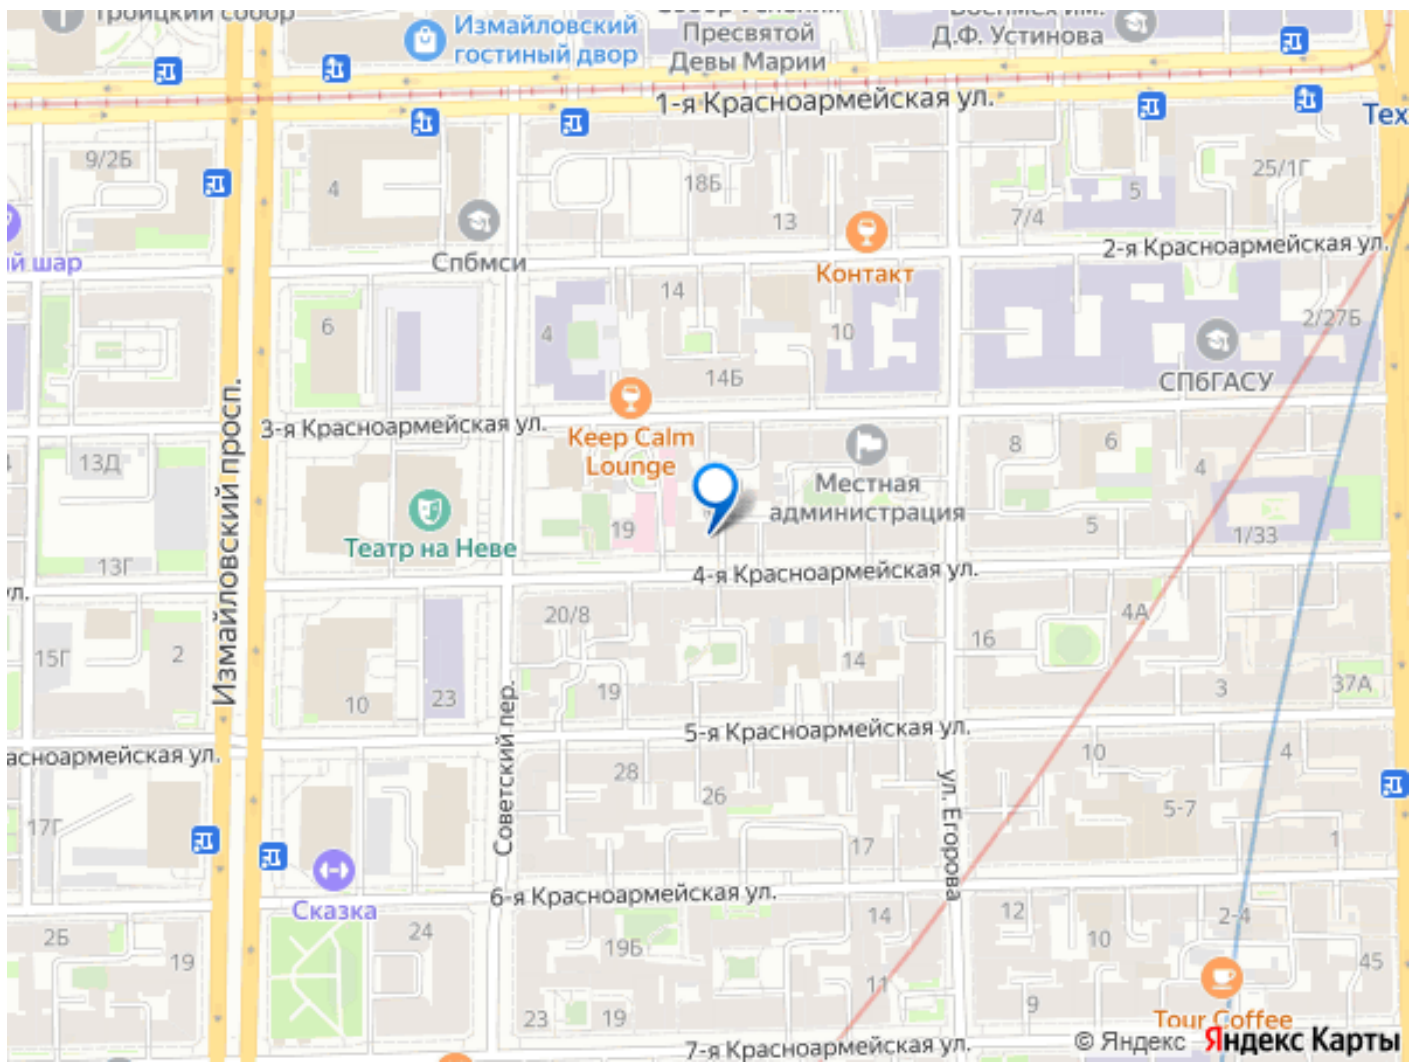 Троицкий собор
Измайловский
гостиный двор
Пресвятой
Девы Марии
Д.Ф. Устинова
1-я Красноармейская ул.
Тех
9/2Б
4
18Б
13
7/4
5
25/1Г
2-я Красноармейская ул.
й шар
Спбмси
Контакт
14
6
4
10
2/27Б
14Б
СПбГАСУ
Измайловский просп.
3-я Красноармейская ул.
Keep Calm
Lounge
13Д
8
6
4
Местная
администрация
Театр на Неве
19
5
1/33
13Г
4-я Красноармейская ул.
ул.
20/8
4А
16
15Г
2
14
19
10
23
3
37А
Советский пер.
5-я Красноармейская ул.
асноармейская ул.
28
26
10
4
5-7
ул. Егорова
17Г
17
1
Сказка
6-я Красноармейская ул.
2Б
24
19
19Б
14
12
10
2-4
45
11
9
23
19
Tour Coffee
7-я Красноармейская ул.
© Яндекс Яндекс Карты